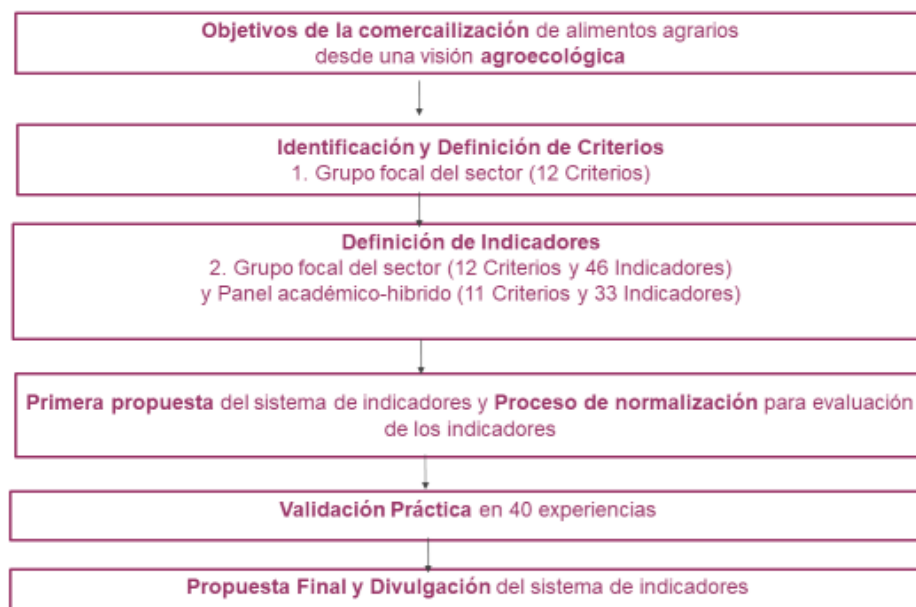 Objetivos de la comercailización de alimentos agrarios
desde una visión agroecológica
Identificación y Definición de Criterios
1. Grupo focal del sector (12 Criterios)
Definición de Indicadores
2. Grupo focal del sector (12 Criterios y 46 Indicadores)
y Panel académico-hibrido (11 Criterios y 33 Indicadores)
Primera propuesta del sistema de indicadores y Proceso de normalización para evaluación
de los indicadores
Validación Práctica en 40 experiencias
Propuesta Final y Divulgación del sistema de indicadores